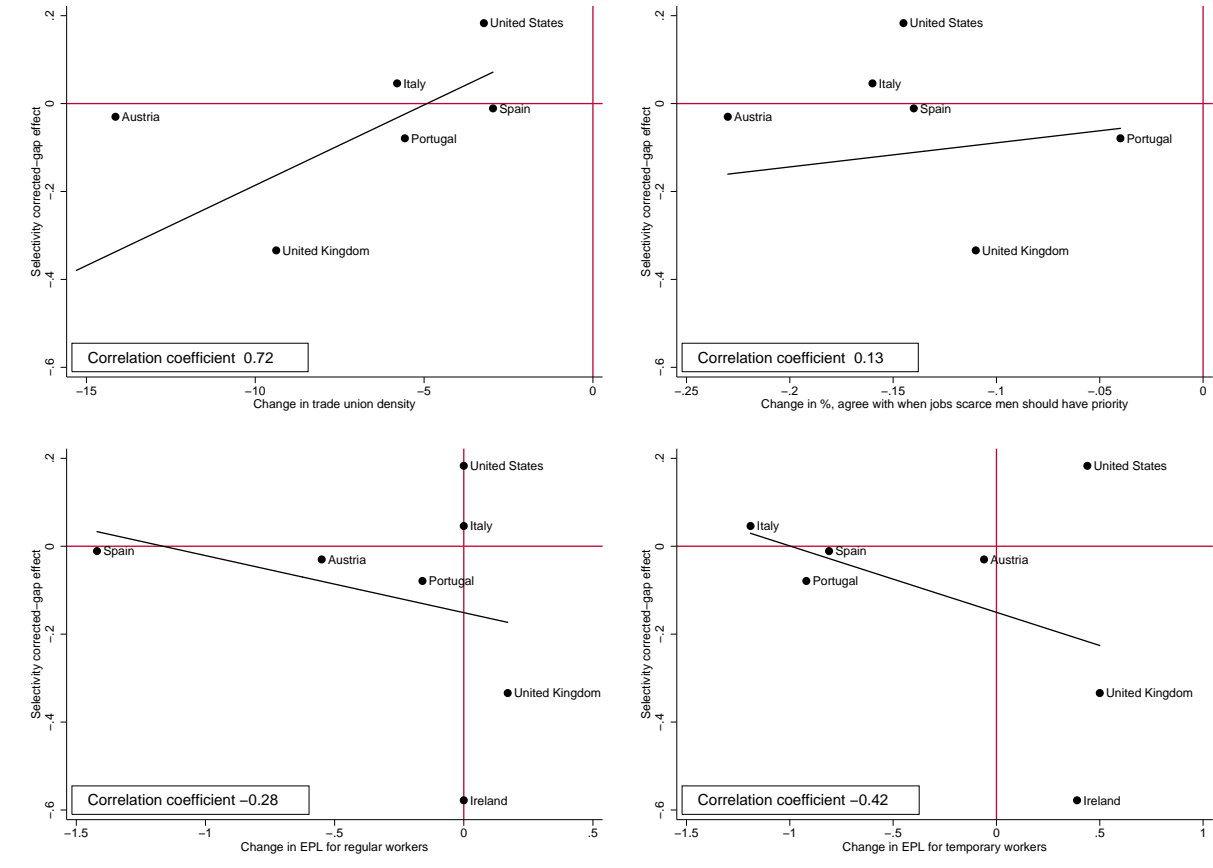 .2
0
−.2
−.4
−.6
Selectivity corrected−gap effect
United States
Italy
Spain
Austria
Portugal
United Kingdom
Correlation coefficient  0.72
−15
−10
−5
0
Change in trade union density
.2
0
−.2
−.4
−.6
Selectivity corrected−gap effect
United States
Italy
Spain
Austria
Portugal
United Kingdom
Correlation coefficient  0.13
−.25
−.2
−.15
−.1
−.05
0
Change in %, agree with when jobs scarce men should have priority
.2
0
−.2
−.4
−.6
Selectivity corrected−gap effect
United States
Italy
Spain
Austria
Portugal
United Kingdom
Ireland
Correlation coefficient −0.28
−1.5
−1
−.5
0
.5
Change in EPL for regular workers
.2
0
−.2
−.4
−.6
Selectivity corrected−gap effect
United States
Italy
Spain
Austria
Portugal
United Kingdom
Ireland
Correlation coefficient −0.42
−1.5
−1
−.5
0
.5
1
Change in EPL for temporary workers